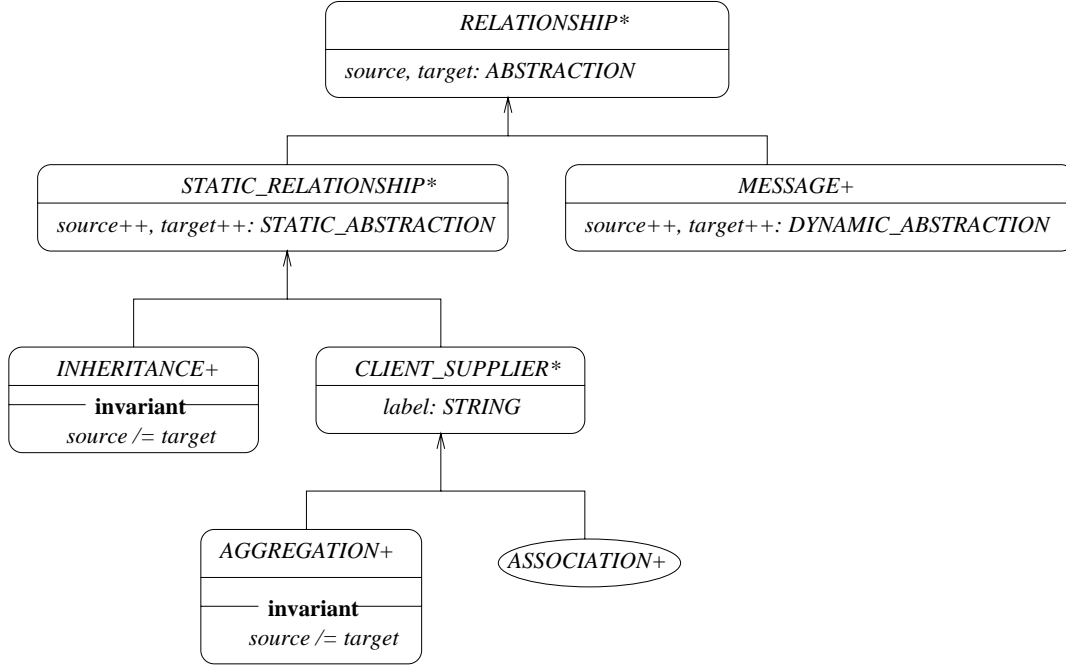 RELATIONSHIP*
source, target: ABSTRACTION
STATIC_RELATIONSHIP*
source++, target++: STATIC_ABSTRACTION
MESSAGE+
source++, target++: DYNAMIC_ABSTRACTION
INHERITANCE+
invariant
source /= target
CLIENT_SUPPLIER*
label: STRING
AGGREGATION+
invariant
source /= target
ASSOCIATION+